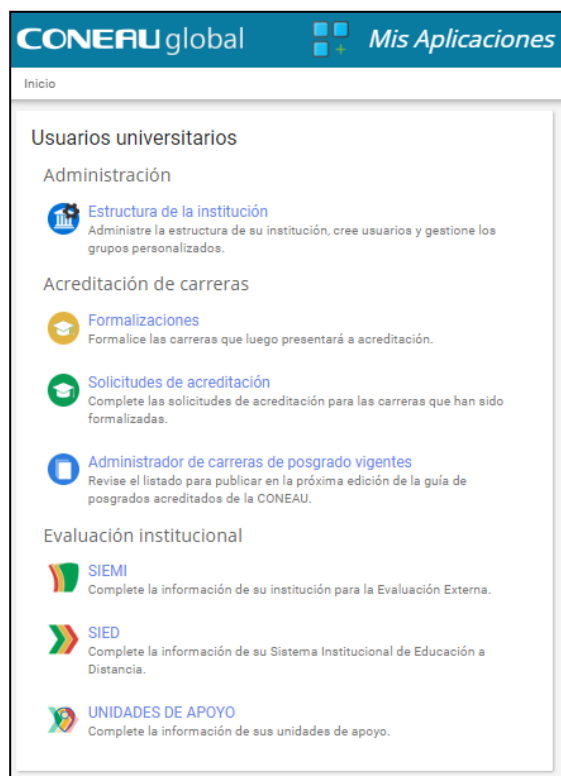 CONEAU global Mis Aplicaciones
Inicio
Usuarios universitarios
Administración
Estructura de la institución
Administre la estructura de su institución, cree usuarios y gestione los
grupos personalizados.
Acreditación de carreras
Formalizaciones
Formalice las carreras que luego presentará a acreditación.
Solicitudes de acreditación
Complete las solicitudes de acreditación para las carreras que han sido
formalizadas.
Administrador de carreras de posgrado vigentes
Revise el listado para publicar en la próxima edición de la guía de
posgrados acreditados de la CONEAU.
Evaluación institucional
SIEMI
Complete la información de su institución para la Evaluación Externa.
SIED
Complete la información de su Sistema Institucional de Educación a
Distancia.
UNIDADES DE APOYO
Complete la información de sus unidades de apoyo.